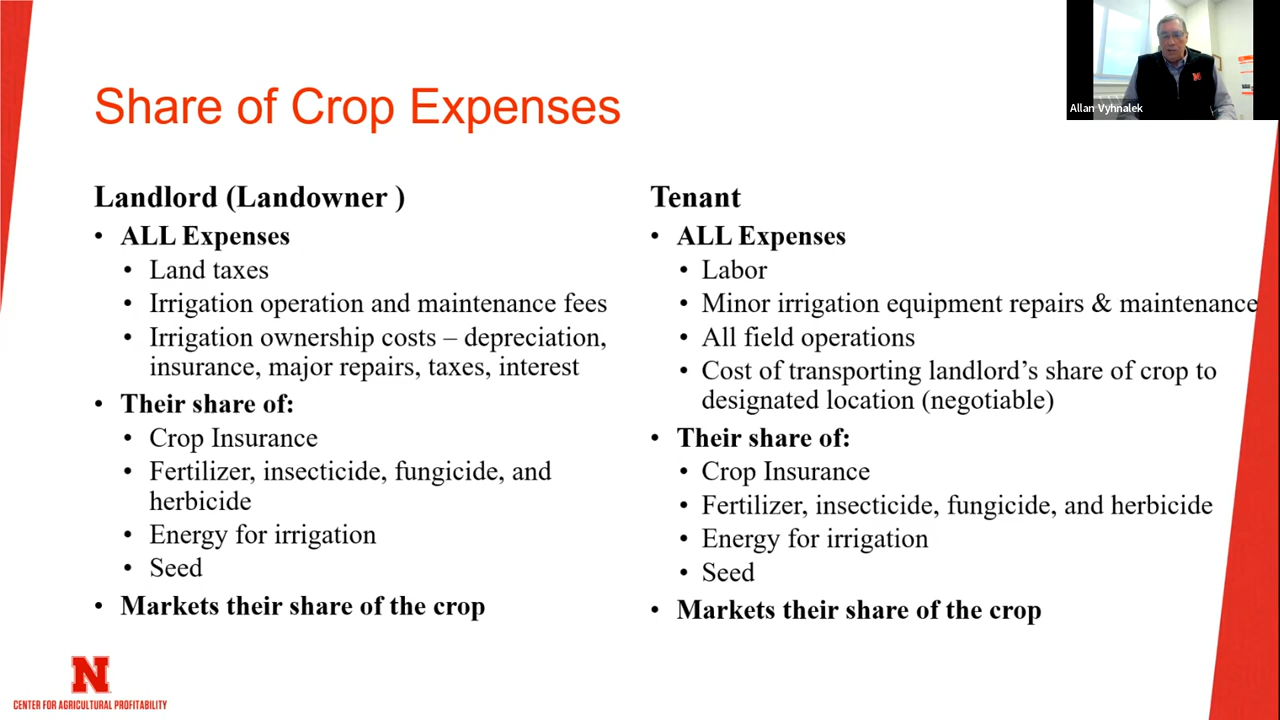 Share of Crop Expenses
Allan Vyhnalek
Landlord (Landowner )
• ALL Expenses
• Land taxes
• Irrigation operation and maintenance fees
• Irrigation ownership costs – depreciation,
insurance, major repairs, taxes, interest
• Their share of:
• Crop Insurance
• Fertilizer, insecticide, fungicide, and
herbicide
• Energy for irrigation
• Seed
• Markets their share of the crop
Tenant
• ALL Expenses
• Labor
• Minor irrigation equipment repairs & maintenance
• All field operations
• Cost of transporting landlord’s share of crop to
designated location (negotiable)
• Their share of:
• Crop Insurance
• Fertilizer, insecticide, fungicide, and herbicide
• Energy for irrigation
• Seed
• Markets their share of the crop
N
CENTER FOR AGRICULTURAL PROFITABILITY